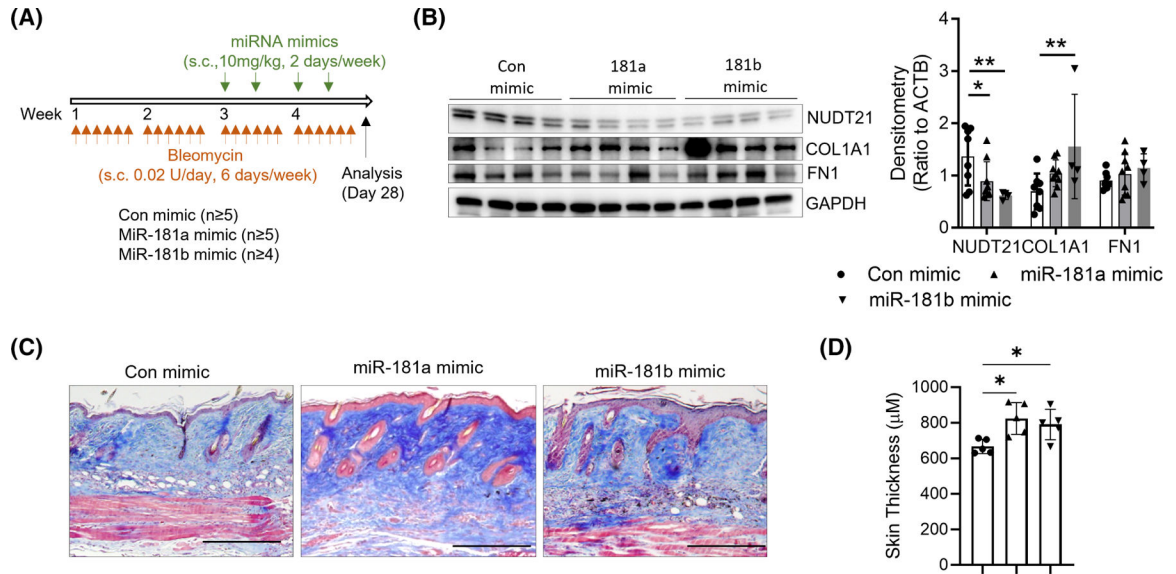 (A)
miRNA mimics
(s.c.,10mg/kg, 2 days/week)
Week 1 2 3 4
Bleomycin
(s.c. 0.02 U/day, 6 days/week)
Analysis
(Day 28)
Con mimic (n≥5)
MiR-181a mimic (n≥5)
MiR-181b mimic (n≥4)
(B)
Con mimic
181a mimic
181b mimic
NUDT21
COL1A1
FN1
GAPDH
Densitometry
(Ratio to ACTB)
4
3
2
1
0
**
**
*
NUDT21 COL1A1 FN1
Con mimic miR-181a mimic
miR-181b mimic
(C)
Con mimic miR-181a mimic miR-181b mimic
(D)
Skin Thickness (μM)
1000
800
600
400
200
0
*
*